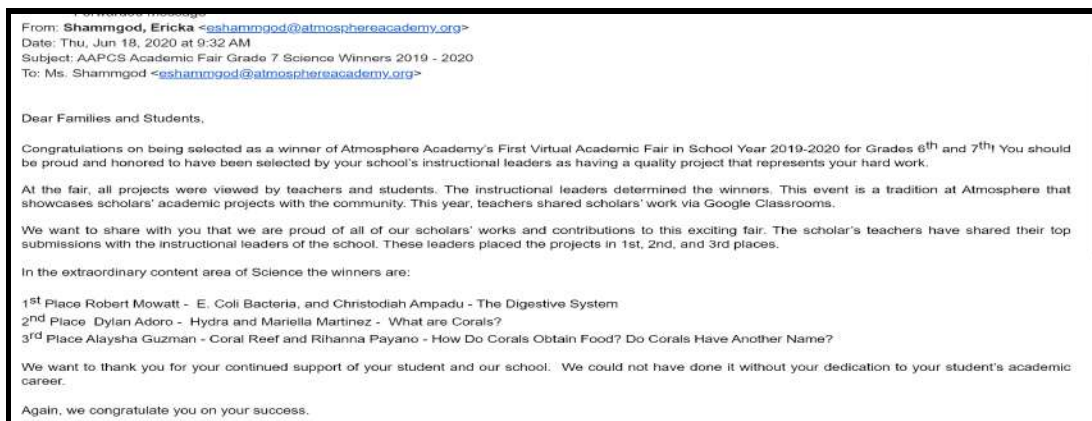 Forwarded message
From: Shammgod, Ericka <eshammgod@atmosphereacademy.org>
Date: Thu, Jun 18, 2020 at 9:32 AM
Subject: AAPCS Academic Fair Grade 7 Science Winners 2019 - 2020
To: Ms. Shammgod <eshammgod@atmosphereacademy.org>
Dear Families and Students,
Congratulations on being selected as a winner of Atmosphere Academy's First Virtual Academic Fair in School Year 2019-2020 for Grades 6th and 7th! You should
be proud and honored to have been selected by your school's instructional leaders as having a quality project that represents your hard work.
At the fair, all projects were viewed by teachers and students. The instructional leaders determined the winners. This event is a tradition at Atmosphere that
showcases scholars' academic projects with the community. This year, teachers shared scholars' work via Google Classrooms.
We want to share with you that we are proud of all of our scholars' works and contributions to this exciting fair. The scholar's teachers have shared their top
submissions with the instructional leaders of the school. These leaders placed the projects in 1st, 2nd, and 3rd places.
In the extraordinary content area of Science the winners are:
1st Place Robert Mowatt - E. Coli Bacteria, and Christodiah Ampadu - The Digestive System
2nd Place Dylan Adoro - Hydra and Mariella Martinez - What are Corals?
3rd Place Alaysha Guzman - Coral Reef and Rihanna Payano - How Do Corals Obtain Food? Do Corals Have Another Name?
We want to thank you for your continued support of your student and our school. We could not have done it without your dedication to your student's academic
career.
Again, we congratulate you on your success.